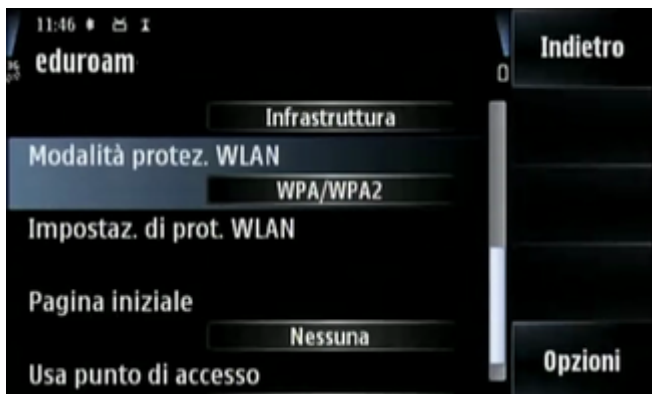 11:46
eduroam
Indietro
Infrastruttura
Modalità protez. WLAN
WPA/WPA2
Impostaz. di prot. WLAN
Pagina iniziale
Nessuna
Usa punto di accesso
Opzioni